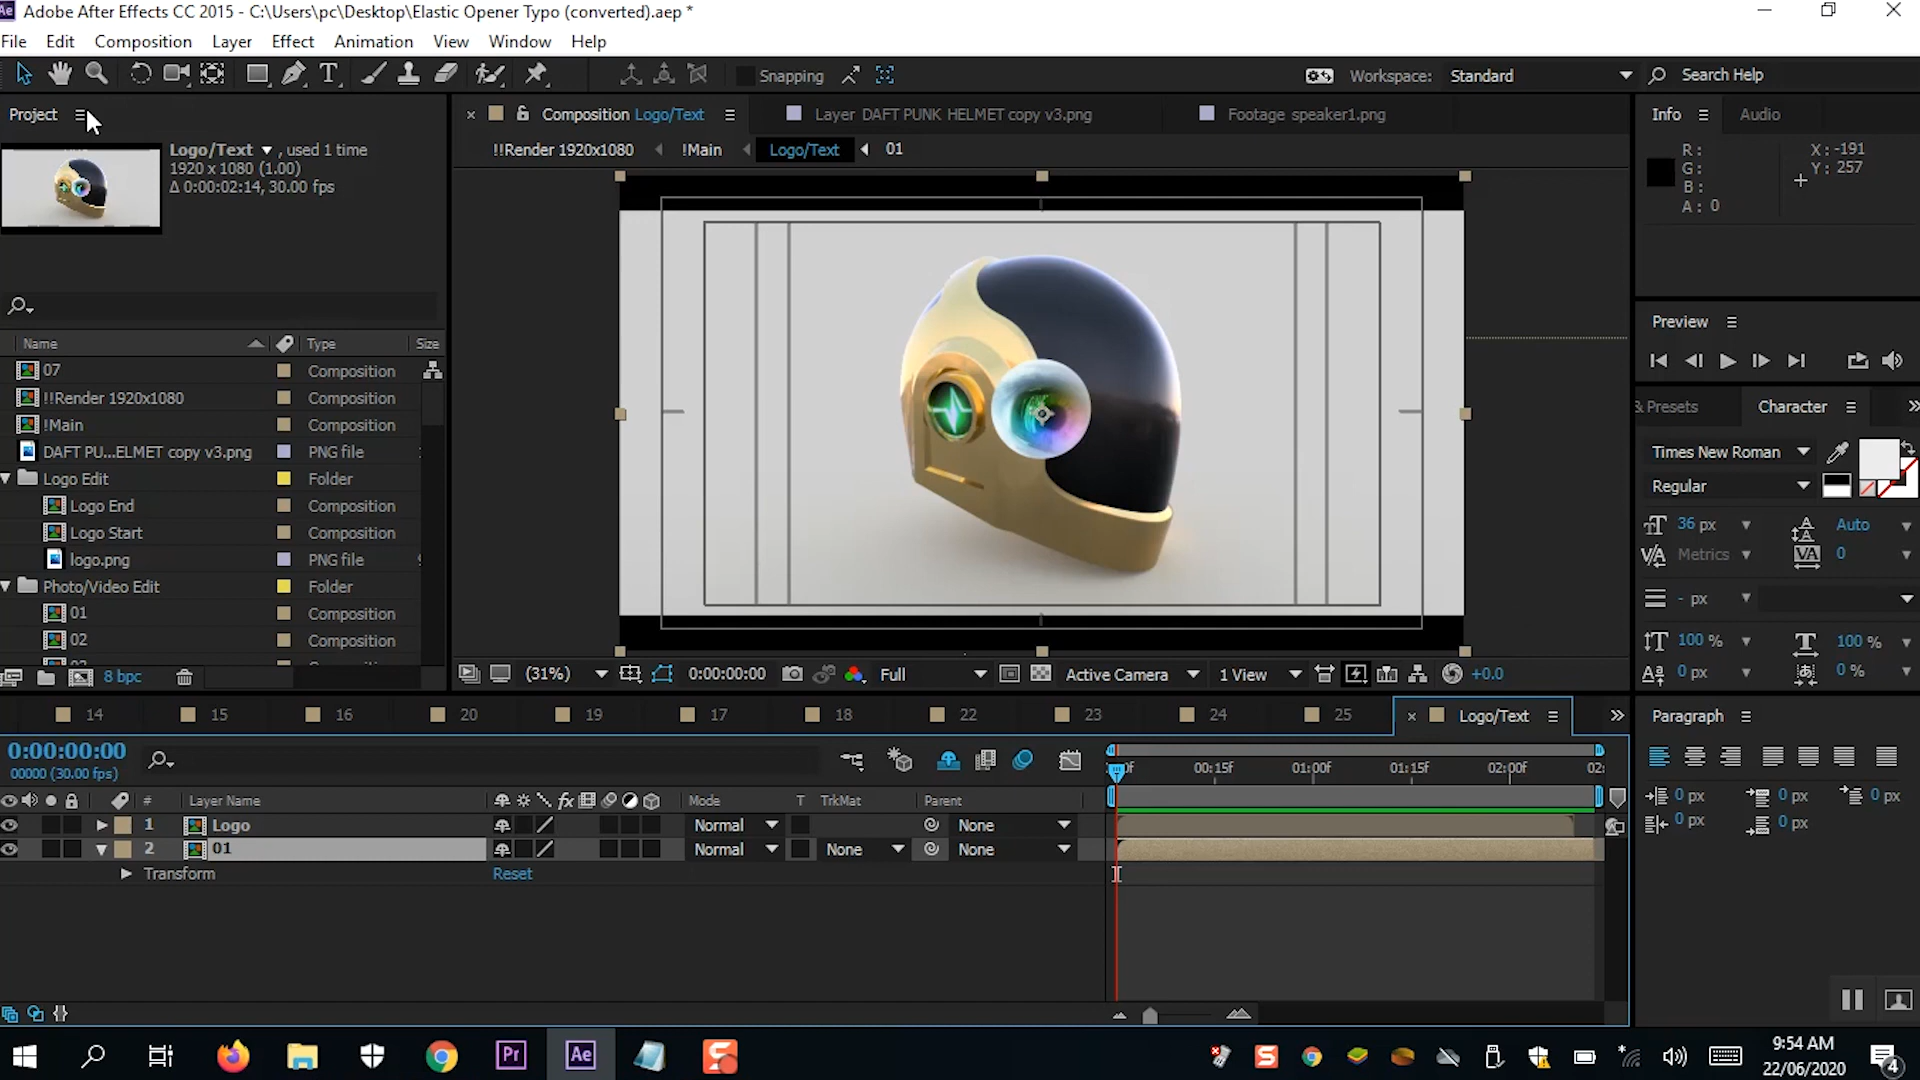 Adobe After Effects CC 2015 - C:\Users\pc\Desktop\Elastic Opener Typo (converted).aep *
File Edit Composition Layer Effect Animation View Window Help
Snapping Workspace: Standard Search Help
Project
Composition Logo/Text Layer DAFT PUNK HELMET copy v3.png Footage speaker1.png
Info Audio
Logo/Text , used 1 time
1920 x 1080 (1.00)
Δ 0:00:02:14, 30.00 fps
!!Render 1920x1080 !Main Logo/Text 01
R :
G :
B :
A : 0
X : -191
Y : 257
Preview
Name Type Size
07 Composition
!!Render 1920x1080 Composition
!Main Composition
DAFT PU...ELMET copy v3.png PNG file
Logo Edit Folder
Logo End Composition
Logo Start Composition
logo.png PNG file
Photo/Video Edit Folder
01 Composition
02 Composition
8 bpc
& Presets Character
Times New Roman
Regular
36 px Auto
Metrics 0
- px
100 % 100 %
0 px 0 %
(31%) 0:00:00:00 Full Active Camera 1 View +0.0
14 15 16 20 19 17 18 22 23 24 25 Logo/Text
Paragraph
0 px 0 px 0 px
0 px 0 px
0:00:00:00
00000 (30.00 fps)
00:15f 01:00f 01:15f 02:00f 02:
# Layer Name Mode T TrkMat Parent
1 Logo Normal None
2 01 Normal None None
Transform Reset
9:54 AM
22/06/2020
4